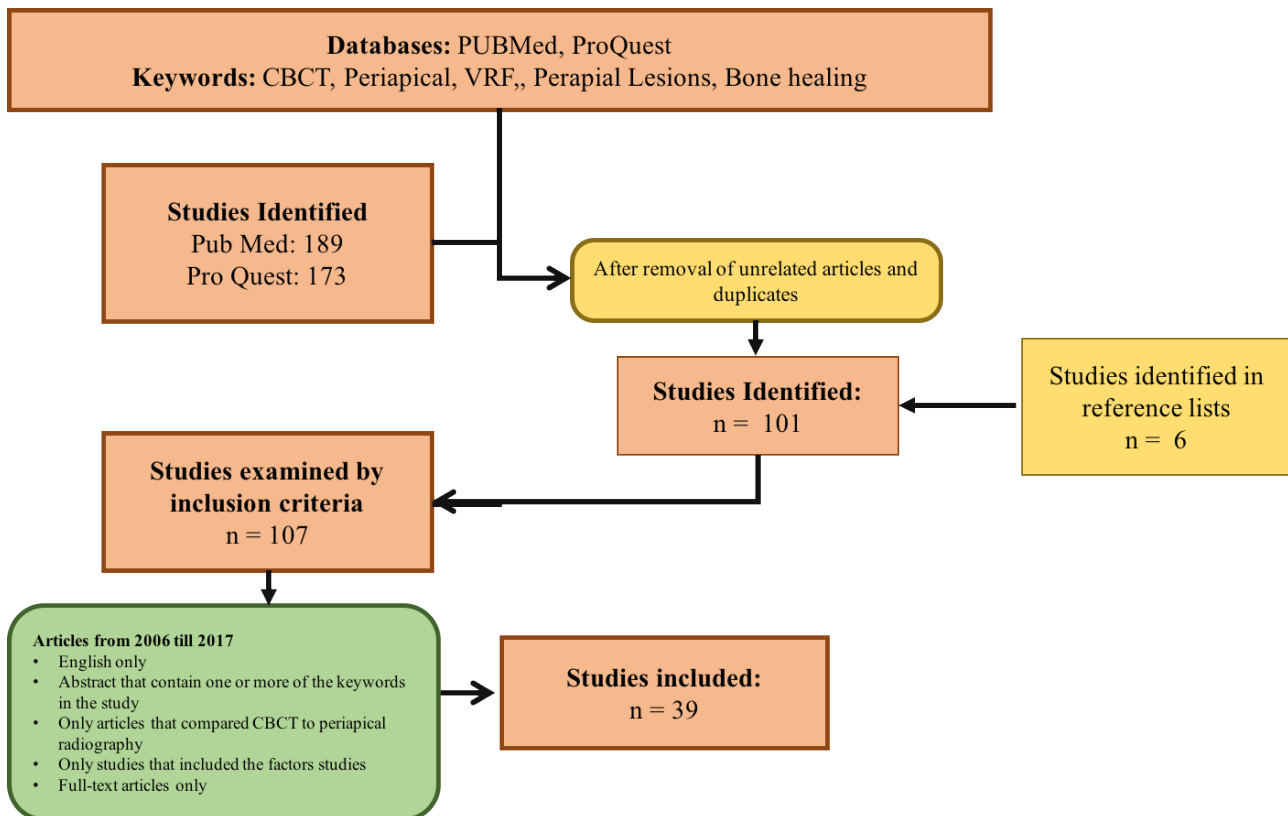 Databases: PUBMed, ProQuest
Keywords: CBCT, Periapical, VRF,, Perapial Lesions, Bone healing
Studies Identified
Pub Med: 189
Pro Quest: 173
After removal of unrelated articles and
duplicates
Studies Identified:
n = 101
Studies identified in
reference lists
n = 6
Studies examined by
inclusion criteria
n = 107
Articles from 2006 till 2017
• English only
• Abstract that contain one or more of the keywords
in the study
• Only articles that compared CBCT to periapical
radiography
• Only studies that included the factors studies
• Full-text articles only
Studies included:
n = 39